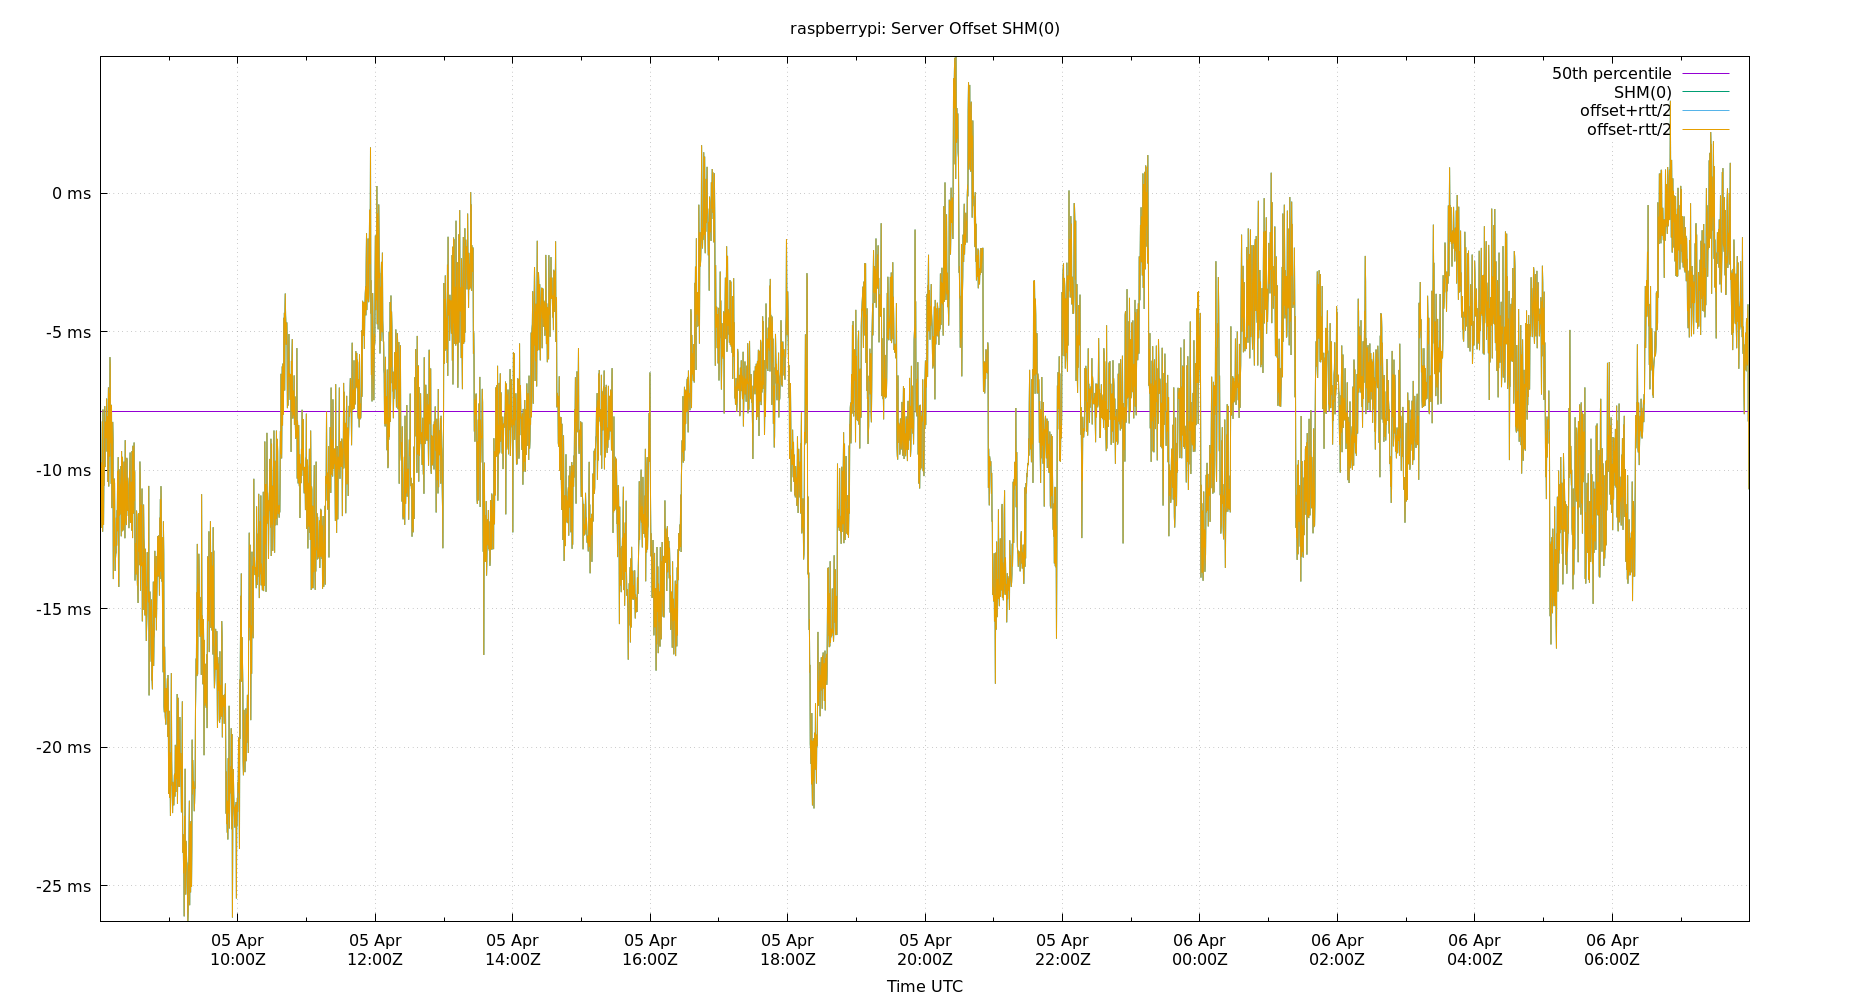 raspberrypi: Server Offset SHM(0)
50th percentile
SHM(0)
offset+rtt/2
offset-rtt/2
0 ms
-5 ms
-10 ms
-15 ms
-20 ms
-25 ms
05 Apr 05 Apr 05 Apr 05 Apr 05 Apr 05 Apr 05 Apr 06 Apr 06 Apr 06 Apr 06 Apr
10:00Z 12:00Z 14:00Z 16:00Z 18:00Z 20:00Z 22:00Z 00:00Z 02:00Z 04:00Z 06:00Z
Time UTC